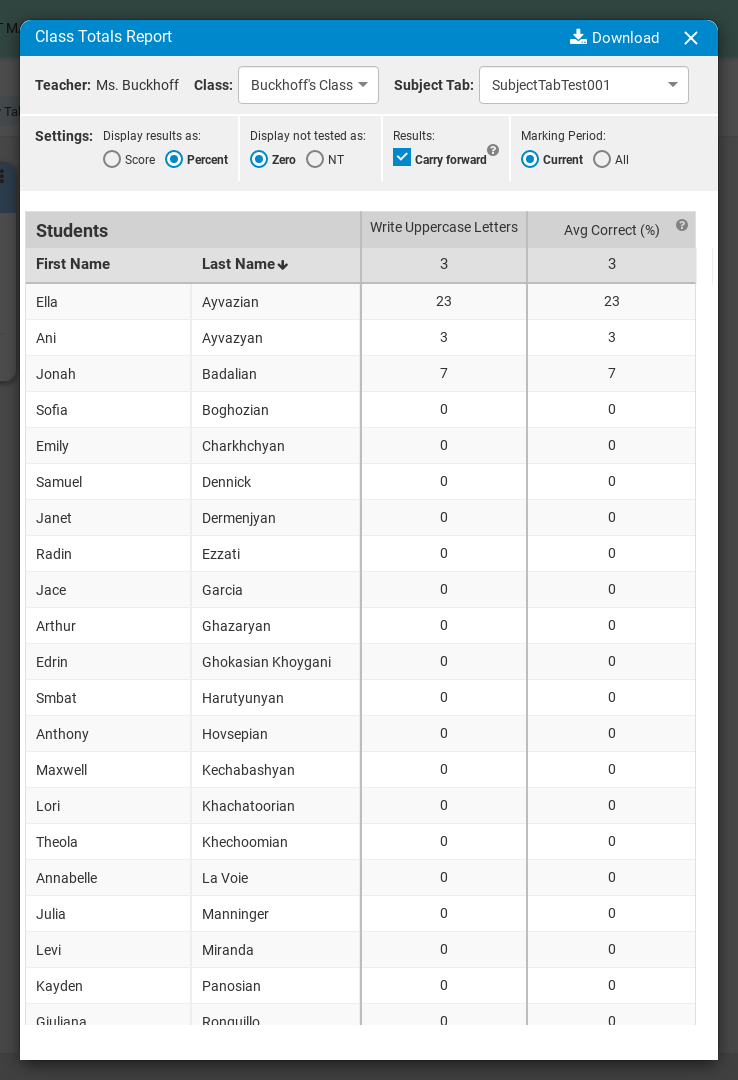 Class Totals Report Download
Teacher: Ms. Buckhoff Class: Buckhoff's Class Subject Tab: SubjectTabTest001
Settings: Display results as: Display not tested as: Results: Marking Period:
Score Percent Zero NT Carry forward Current All
Students Write Uppercase Letters Avg Correct (%)
First Name Last Name 3 3
Ella Ayvazian 23 23
Ani Ayvazyan 3 3
Jonah Badalian 7 7
Sofia Boghozian 0 0
Emily Charkhchyan 0 0
Samuel Dennick 0 0
Janet Dermenjyan 0 0
Radin Ezzati 0 0
Jace Garcia 0 0
Arthur Ghazaryan 0 0
Edrin Ghokasian Khoygani 0 0
Smbat Harutyunyan 0 0
Anthony Hovsepian 0 0
Maxwell Kechabashyan 0 0
Lori Khachatoorian 0 0
Theola Khechoomian 0 0
Annabelle La Voie 0 0
Julia Manninger 0 0
Levi Miranda 0 0
Kayden Panosian 0 0
Giuliana Ronquillo 0 0